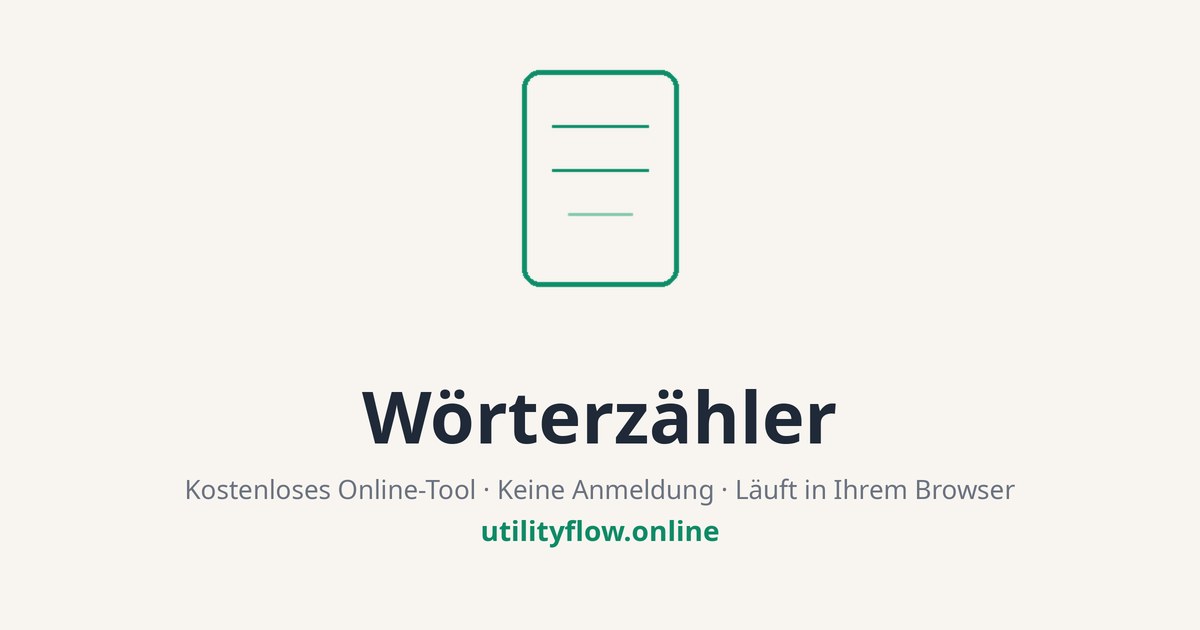 Wörterzähler
Kostenloses Online-Tool · Keine Anmeldung · Läuft in Ihrem Browser
utilityflow.online